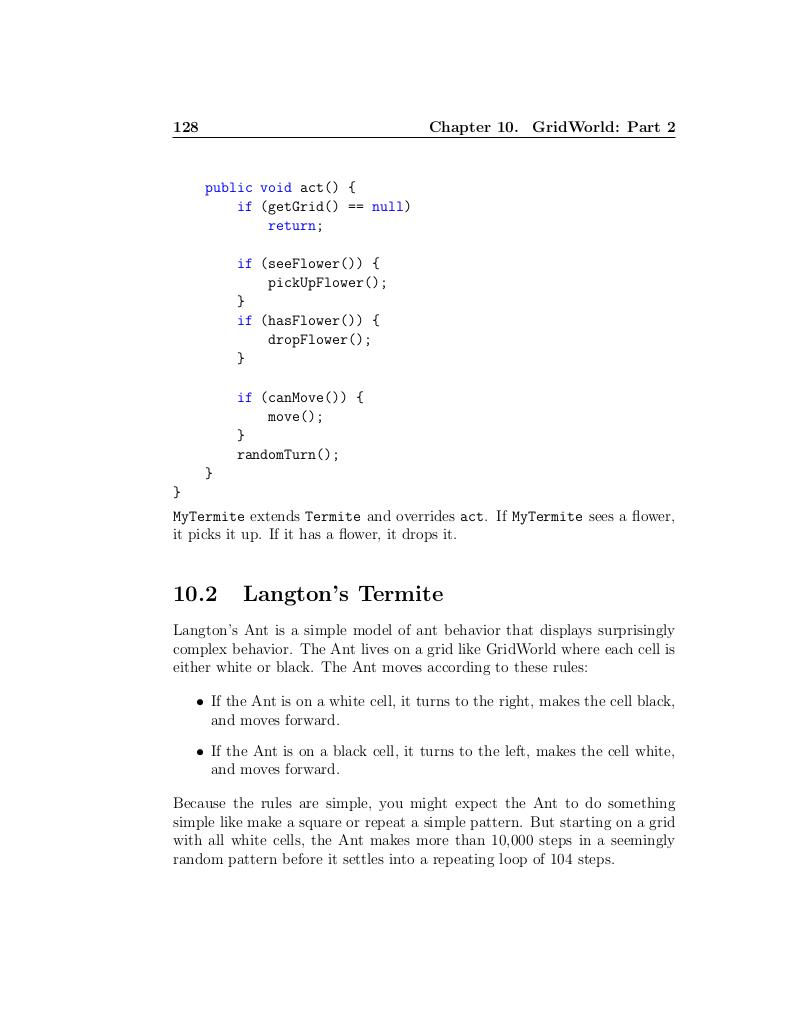 128 Chapter 10. GridWorld: Part 2
public void act() {
if (getGrid() == null)
return;
if (seeFlower()) {
pickUpFlower();
}
if (hasFlower()) {
dropFlower();
}
if (canMove()) {
move();
}
randomTurn();
}
}
MyTermite extends Termite and overrides act. If MyTermite sees a flower,
it picks it up. If it has a flower, it drops it.
10.2 Langton's Termite
Langton's Ant is a simple model of ant behavior that displays surprisingly
complex behavior. The Ant lives on a grid like GridWorld where each cell is
either white or black. The Ant moves according to these rules:
• If the Ant is on a white cell, it turns to the right, makes the cell black,
and moves forward.
• If the Ant is on a black cell, it turns to the left, makes the cell white,
and moves forward.
Because the rules are simple, you might expect the Ant to do something
simple like make a square or repeat a simple pattern. But starting on a grid
with all white cells, the Ant makes more than 10,000 steps in a seemingly
random pattern before it settles into a repeating loop of 104 steps.